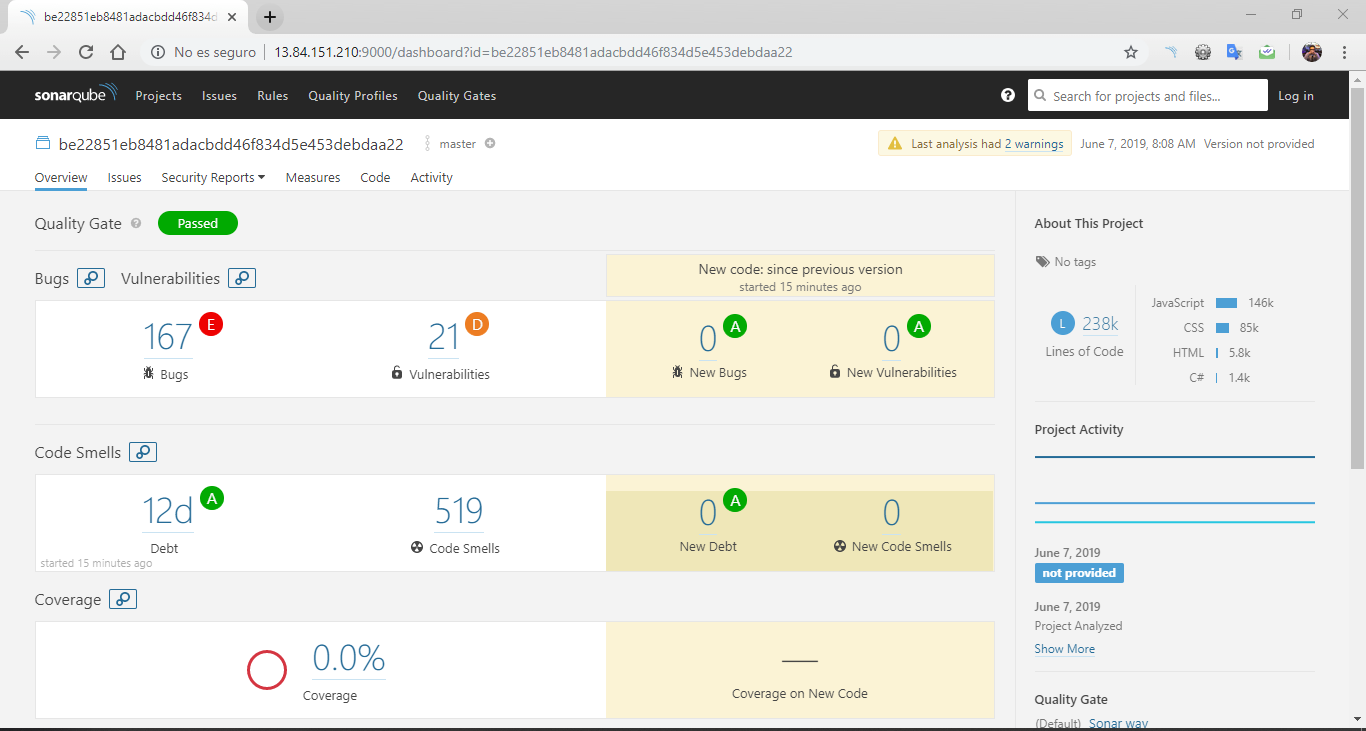 be22851eb8481adacbdd46f834d
No es seguro 13.84.151.210:9000/dashboard?id=be22851eb8481adacbdd46f834d5e453debdaa22
sonarqube Projects Issues Rules Quality Profiles Quality Gates Search for projects and files... Log in
be22851eb8481adacbdd46f834d5e453debdaa22 master Last analysis had 2 warnings June 7, 2019, 8:08 AM Version not provided
Overview Issues Security Reports Measures Code Activity
Quality Gate Passed
Bugs Vulnerabilities
New code: since previous version
started 15 minutes ago
167 E 21 D 0 A 0 A
Bugs Vulnerabilities New Bugs New Vulnerabilities
Code Smells
12d A 519 0 A 0
Debt Code Smells New Debt New Code Smells
started 15 minutes ago
Coverage
0.0% —
Coverage Coverage on New Code
About This Project
No tags
L 238k
Lines of Code
JavaScript 146k
CSS 85k
HTML 5.8k
C# 1.4k
Project Activity
June 7, 2019
not provided
June 7, 2019
Project Analyzed
Show More
Quality Gate
(Default) Sonar way